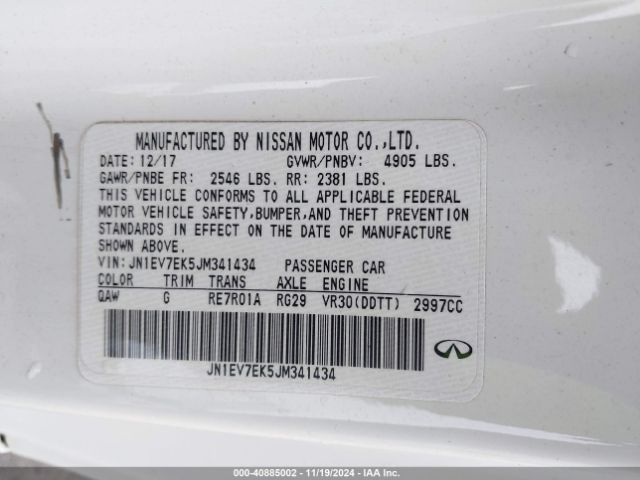 MANUFACTURED BY NISSAN MOTOR CO.,LTD.
DATE: 12/17 GVWR/PNBV: 4905 LBS.
GAWR/PNBE FR: 2546 LBS. RR: 2381 LBS.
THIS VEHICLE CONFORMS TO ALL APPLICABLE FEDERAL
MOTOR VEHICLE SAFETY,BUMPER,AND THEFT PREVENTION
STANDARDS IN EFFECT ON THE DATE OF MANUFACTURE
SHOWN ABOVE.
VIN: JN1EV7EK5JM341434 PASSENGER CAR
COLOR TRIM TRANS AXLE ENGINE
QAW G RE7R01A RG29 VR30(DDTT) 2997CC
JN1EV7EK5JM341434
000-40885002 - 11/19/2024 - IAA Inc.